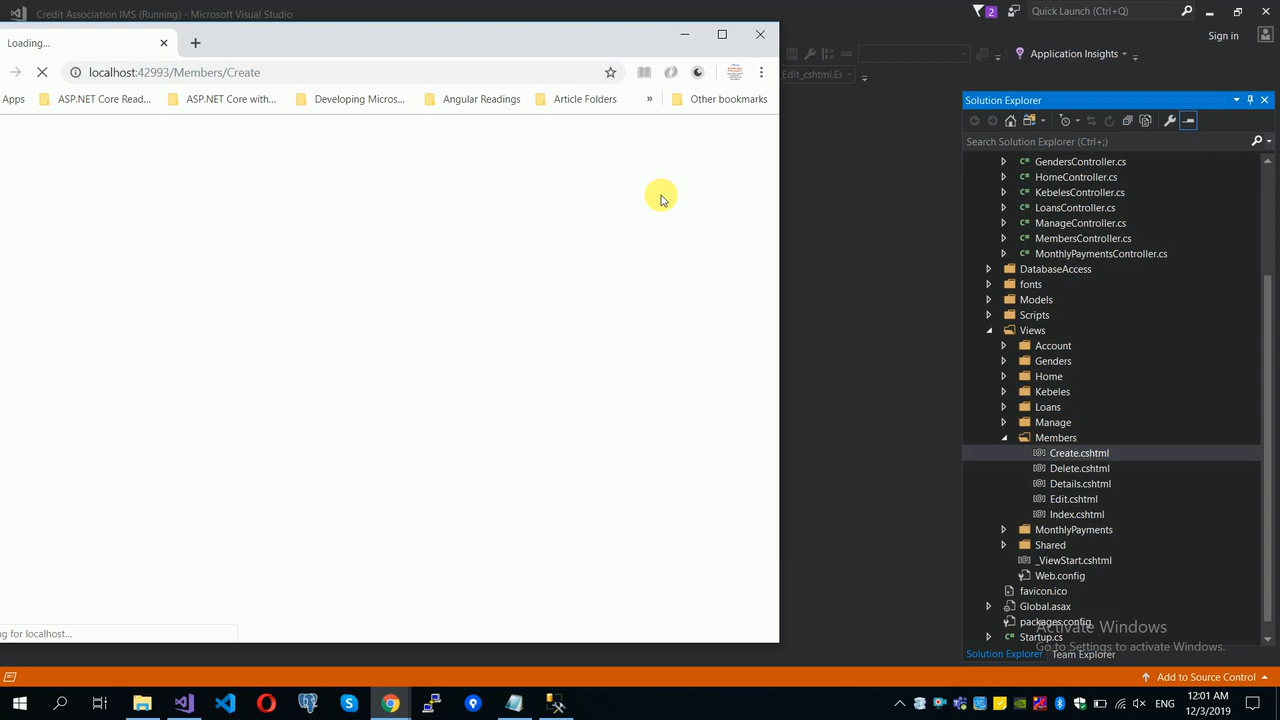 Credit Association IMS (Running) - Microsoft Visual Studio
2
Quick Launch (Ctrl+Q)
Sign in
Application Insights
Loading...
localhost:42993/Members/Create
Edit_cshtml.E
Apps
ASP.NET Core Read...
ASP.NET Core with...
Developing Micros...
Angular Readings
Article Folders
»
Other bookmarks
Solution Explorer
Search Solution Explorer (Ctrl+;)
GendersController.cs
HomeController.cs
KebelesController.cs
LoansController.cs
ManageController.cs
MembersController.cs
MonthlyPaymentsController.cs
DatabaseAccess
fonts
Models
Scripts
Views
Account
Genders
Home
Kebeles
Loans
Manage
Members
Create.cshtml
Delete.cshtml
Details.cshtml
Edit.cshtml
Index.cshtml
MonthlyPayments
Shared
_ViewStart.cshtml
Web.config
favicon.ico
Global.asax
packages.config
Startup.cs
Activate Windows
Go to Settings to activate Windows.
Solution Explorer
Team Explorer
ng for localhost...
Add to Source Control
ENG
12:01 AM
12/3/2019